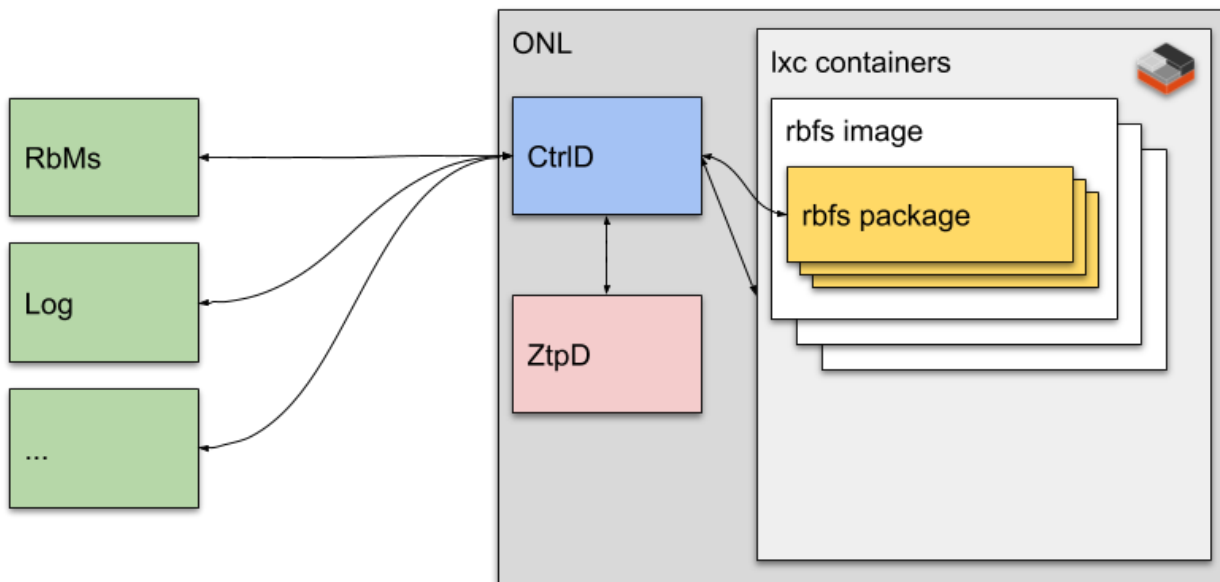 ONL
lxc containers
RbMs
CtrlD
rbfs image
rbfs package
Log
ZtpD
...